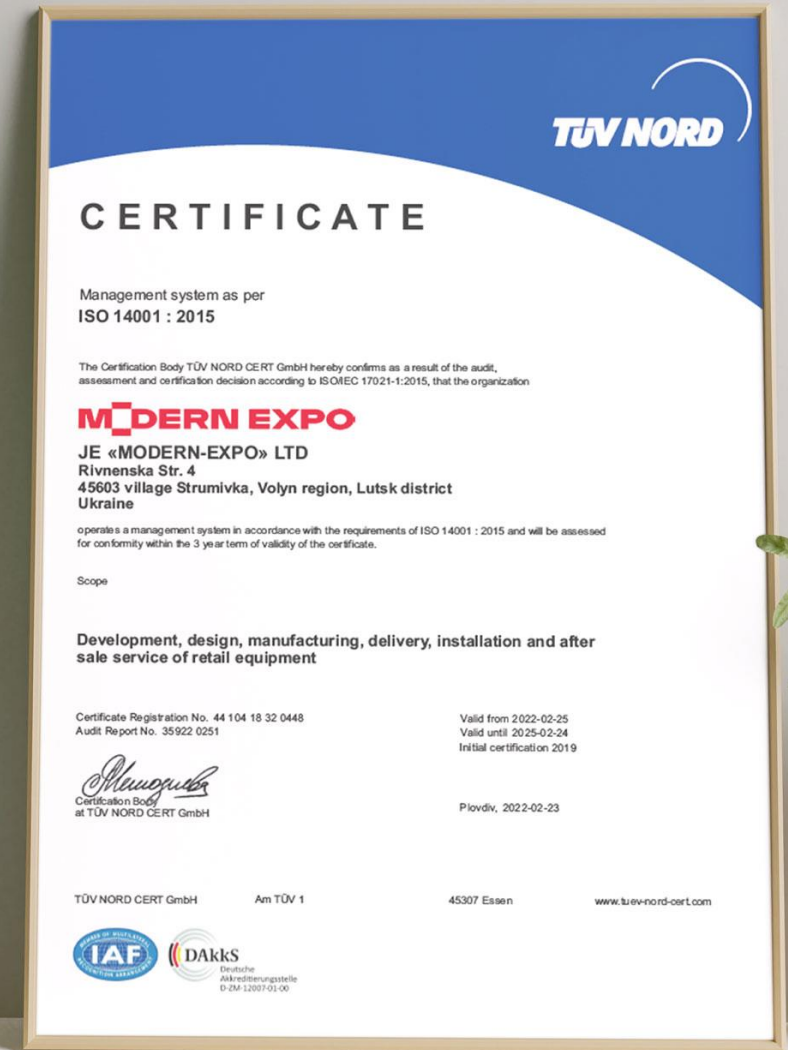 TÜV NORD
CERTIFICATE
Management system as per
ISO 14001 : 2015
The Certification Body TÜV NORD CERT GmbH hereby confirms as a result of the audit,
assessment and certification decision according to ISO/IEC 17021-1:2015, that the organization
MODERN EXPO
JE «MODERN-EXPO» LTD
Rivnenska Str. 4
45603 village Strumivka, Volyn region, Lutsk district
Ukraine
operates a management system in accordance with the requirements of ISO 14001 : 2015 and will be assessed
for conformity within the 3 year term of validity of the certificate.
Scope
Development, design, manufacturing, delivery, installation and after
sale service of retail equipment
Certificate Registration No. 44 104 18 32 0448
Audit Report No. 35922 0251
Valid from 2022-02-25
Valid until 2025-02-24
Initial certification 2019
Certifcation Body
at TÜV NORD CERT GmbH
Plovdiv, 2022-02-23
TÜV NORD CERT GmbH Am TÜV 1 45307 Essen www.tuev-nord-cert.com
MEMBER OF MULTILATERAL
IAF
RECOGNITION ARRANGEMENT
DAkkS
Deutsche
Akkreditierungsstelle
D-ZM-12007-01-00